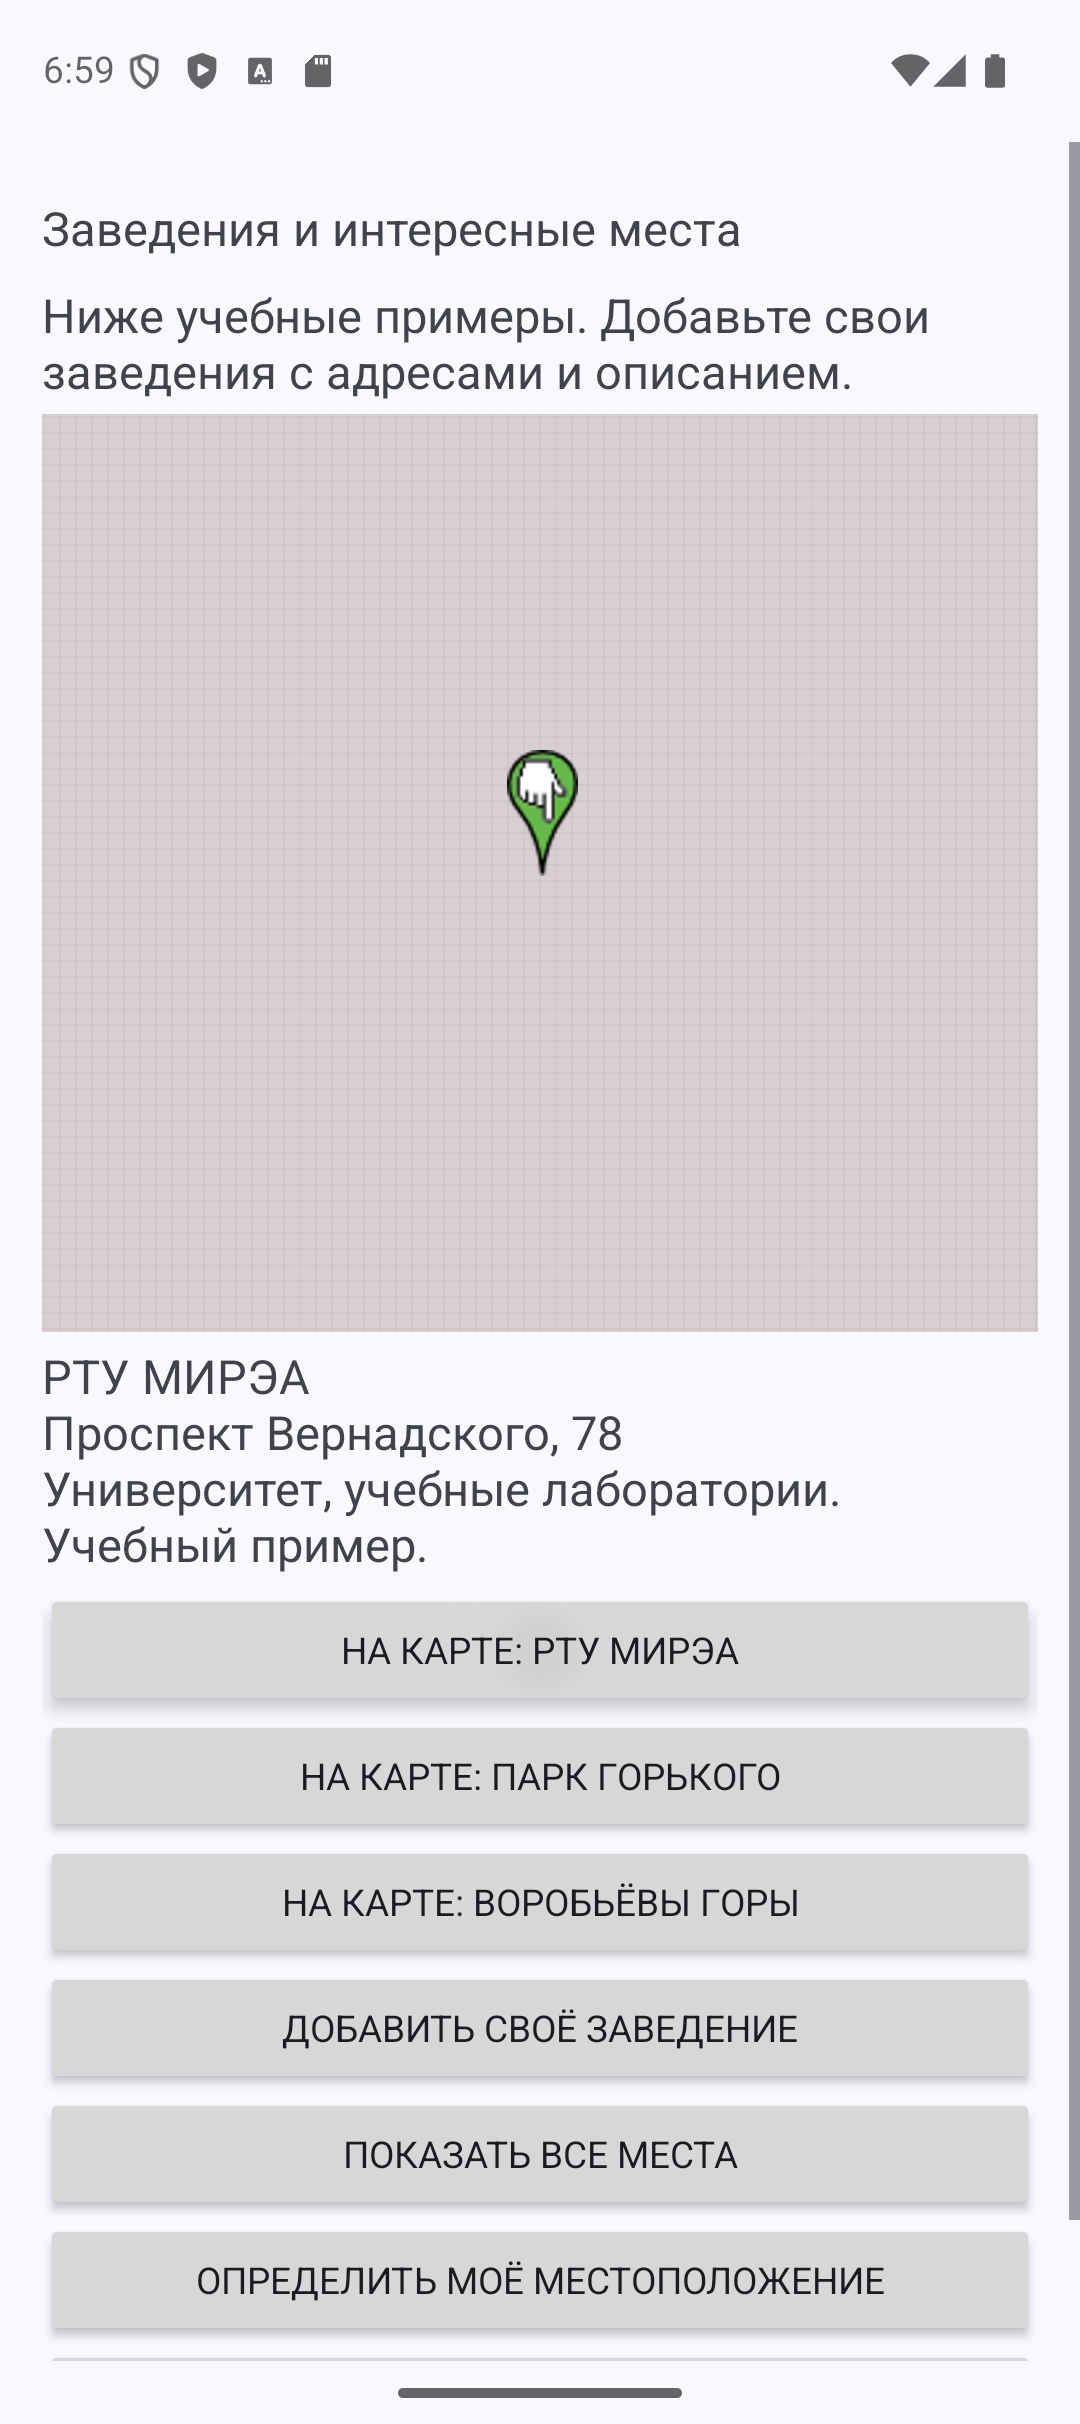 6:59
Заведения и интересные места
Ниже учебные примеры. Добавьте свои
заведения с адресами и описанием.
РТУ МИРЭА
Проспект Вернадского, 78
Университет, учебные лаборатории.
Учебный пример.
НА КАРТЕ: РТУ МИРЭА
НА КАРТЕ: ПАРК ГОРЬКОГО
НА КАРТЕ: ВОРОБЬЁВЫ ГОРЫ
ДОБАВИТЬ СВОЁ ЗАВЕДЕНИЕ
ПОКАЗАТЬ ВСЕ МЕСТА
ОПРЕДЕЛИТЬ МОЁ МЕСТОПОЛОЖЕНИЕ